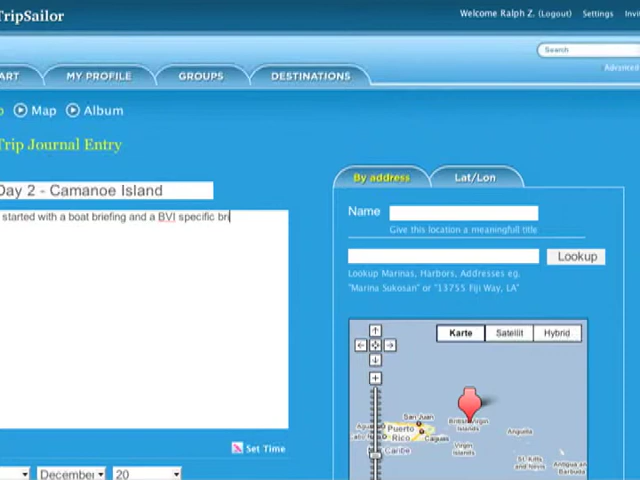 TripSailor
Welcome Ralph Z. (Logout) Settings Invi
Search
Advanced
ART MY PROFILE GROUPS DESTINATIONS
Map Album
Trip Journal Entry
Day 2 - Camanoe Island
started with a boat briefing and a BVI specific bri
By address Lat/Lon
Name
Give this location a meaningfull title
Lookup
Lookup Marinas, Harbors, Addresses eg.
"Marina Sukosan" or "13755 Fiji Way, LA"
Karte Satellit Hybrid
San Juan
Puerto Rico
Caguas
British Virgin Islands
Anguilla
Virgin Islands
St. Kitts and Nevis
Antigua and Barbuda
Caribe
Set Time
December 20